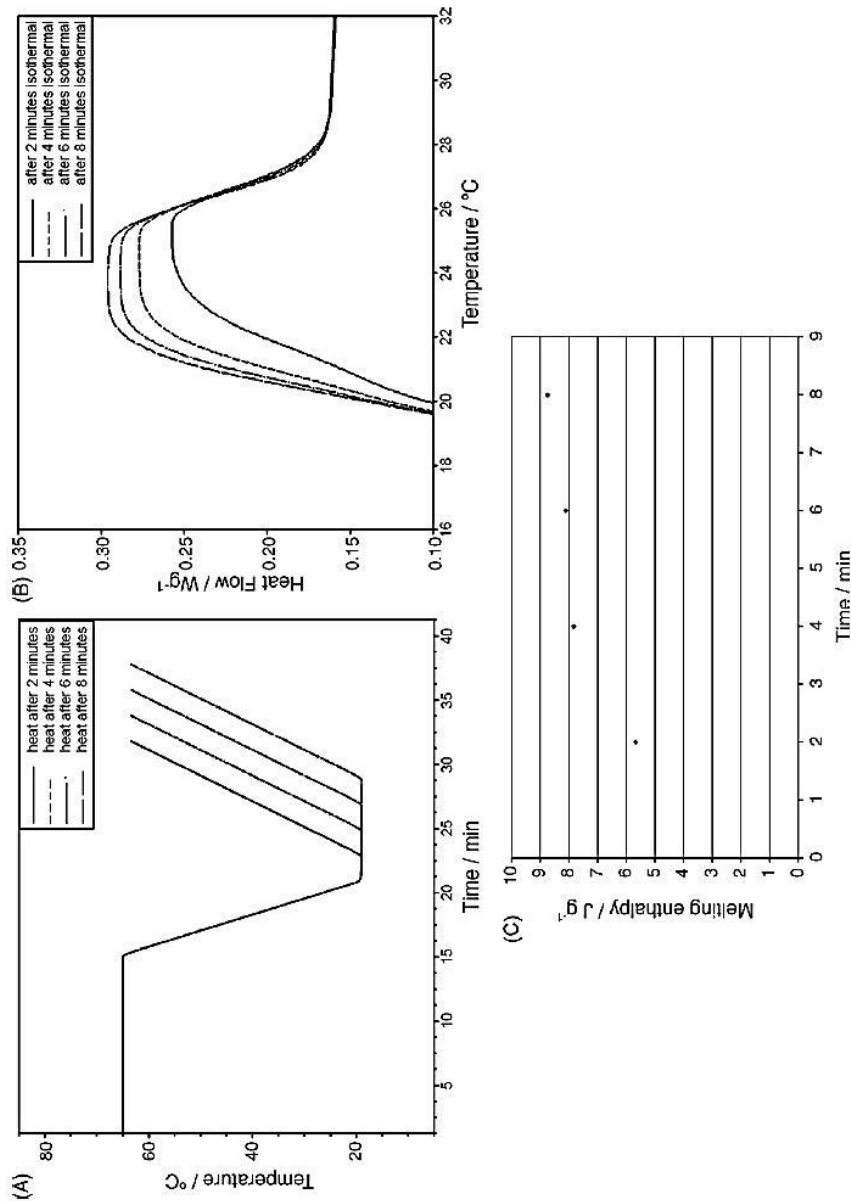 (A)
heat after 2 minutes
heat after 4 minutes
heat after 6 minutes
heat after 8 minutes
Temperature / ºC
80
60
40
20
5
10
15
20
25
30
35
40
Time / min
(B)
after 2 minutes isothermal
after 4 minutes isothermal
after 6 minutes isothermal
after 8 minutes isothermal
Heat Flow / Wg⁻¹
0.35
0.30
0.25
0.20
0.15
0.10
16
18
20
22
24
26
28
30
32
Temperature / ºC
(C)
Melting enthalpy / J g⁻¹
10
9
8
7
6
5
4
3
2
1
0
0
1
2
3
4
5
6
7
8
9
Time / min